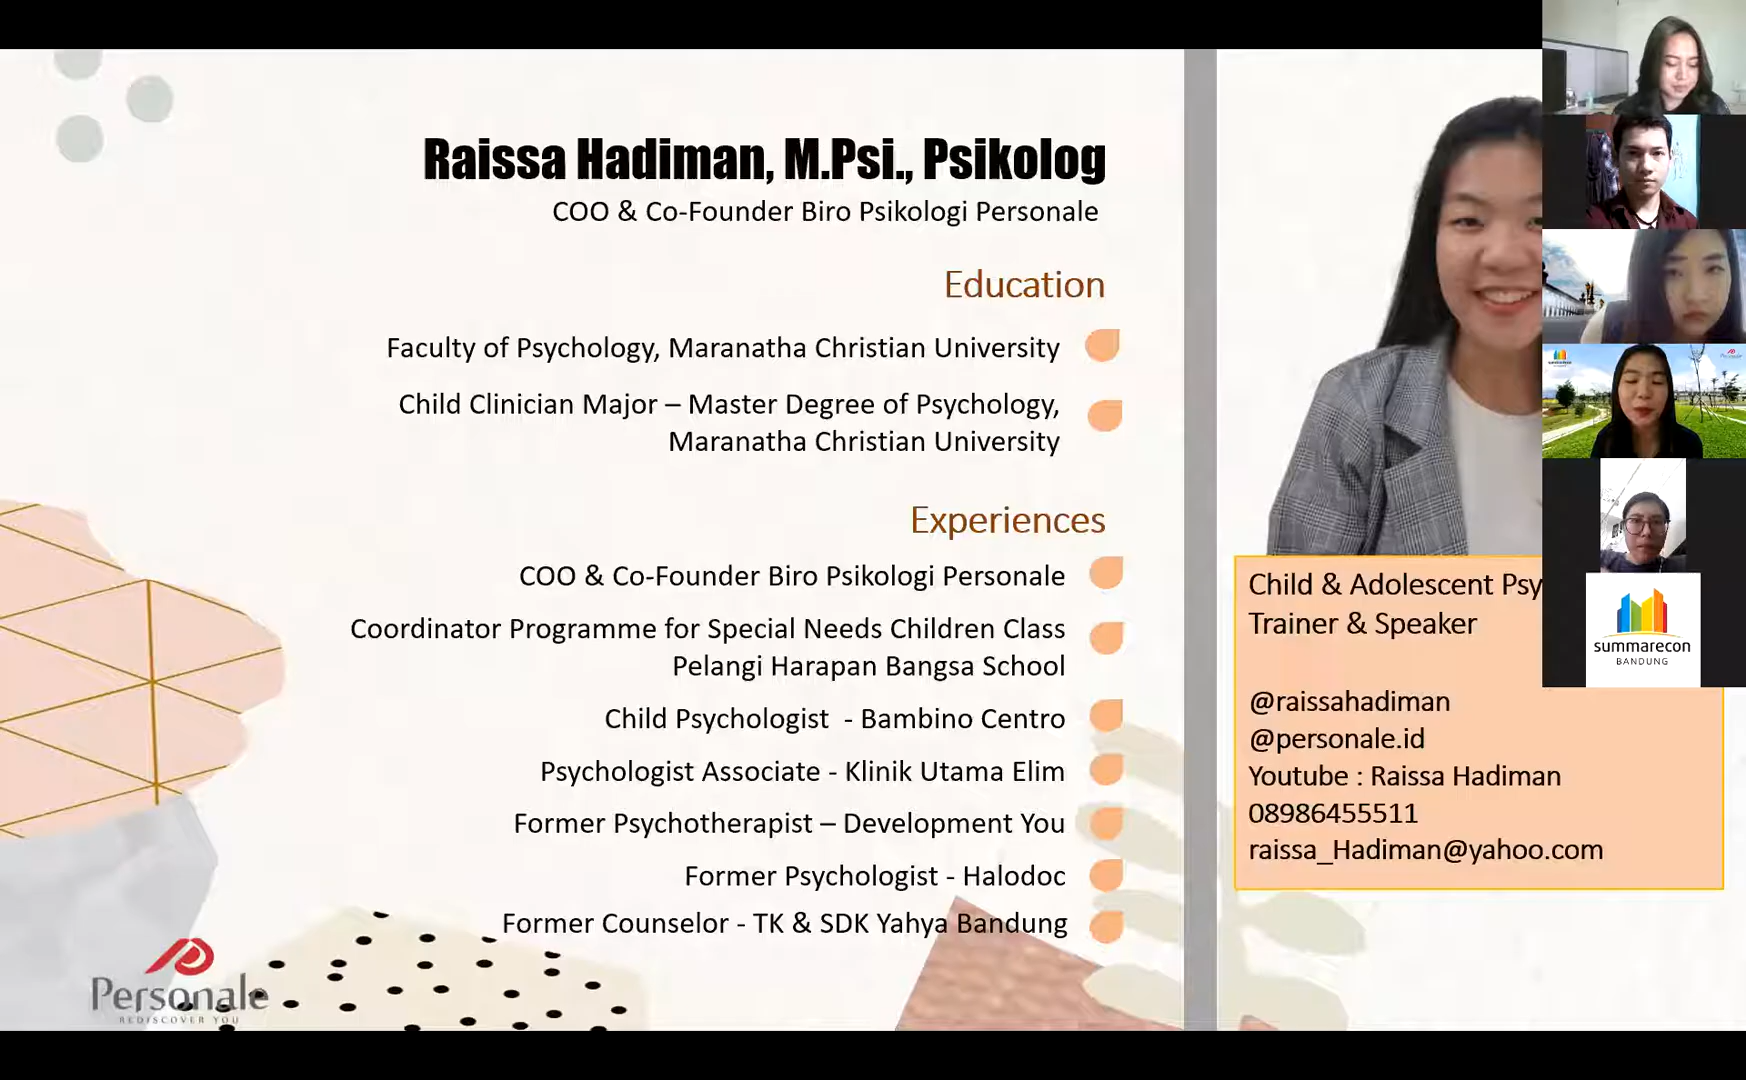 Raissa Hadiman, M.Psi., Psikolog
COO & Co-Founder Biro Psikologi Personale
Education
Faculty of Psychology, Maranatha Christian University
Child Clinician Major – Master Degree of Psychology,
Maranatha Christian University
Experiences
COO & Co-Founder Biro Psikologi Personale
Coordinator Programme for Special Needs Children Class
Pelangi Harapan Bangsa School
Child Psychologist - Bambino Centro
Psychologist Associate - Klinik Utama Elim
Former Psychotherapist – Development You
Former Psychologist - Halodoc
Former Counselor - TK & SDK Yahya Bandung
Personale
REDISCOVER YOU
Child & Adolescent Psy
Trainer & Speaker
@raissahadiman
@personale.id
Youtube : Raissa Hadiman
08986455511
raissa_Hadiman@yahoo.com
summarecon
BANDUNG